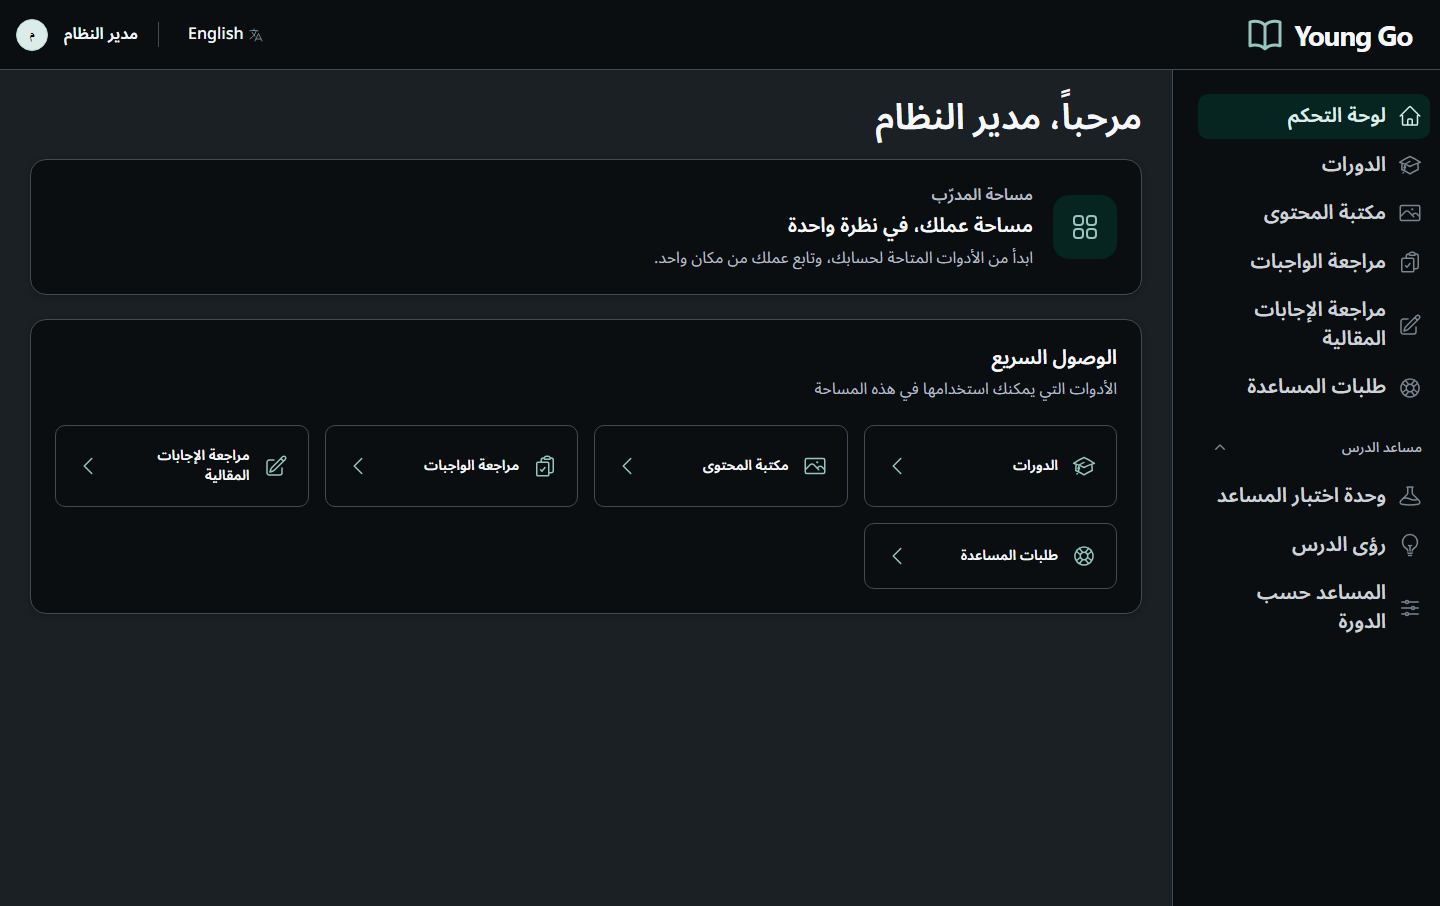 Young Go
English
مدير النظام
م
لوحة التحكم
الدورات
مكتبة المحتوى
مراجعة الواجبات
مراجعة الإجابات
المقالية
طلبات المساعدة
مساعد الدرس
وحدة اختبار المساعد
رؤى الدرس
المساعد حسب
الدورة
مرحباً، مدير النظام
مساحة المدرّب
مساحة عملك، في نظرة واحدة
ابدأ من الأدوات المتاحة لحسابك، وتابع عملك من مكان واحد.
الوصول السريع
الأدوات التي يمكنك استخدامها في هذه المساحة
الدورات
مكتبة المحتوى
مراجعة الواجبات
مراجعة الإجابات
المقالية
طلبات المساعدة